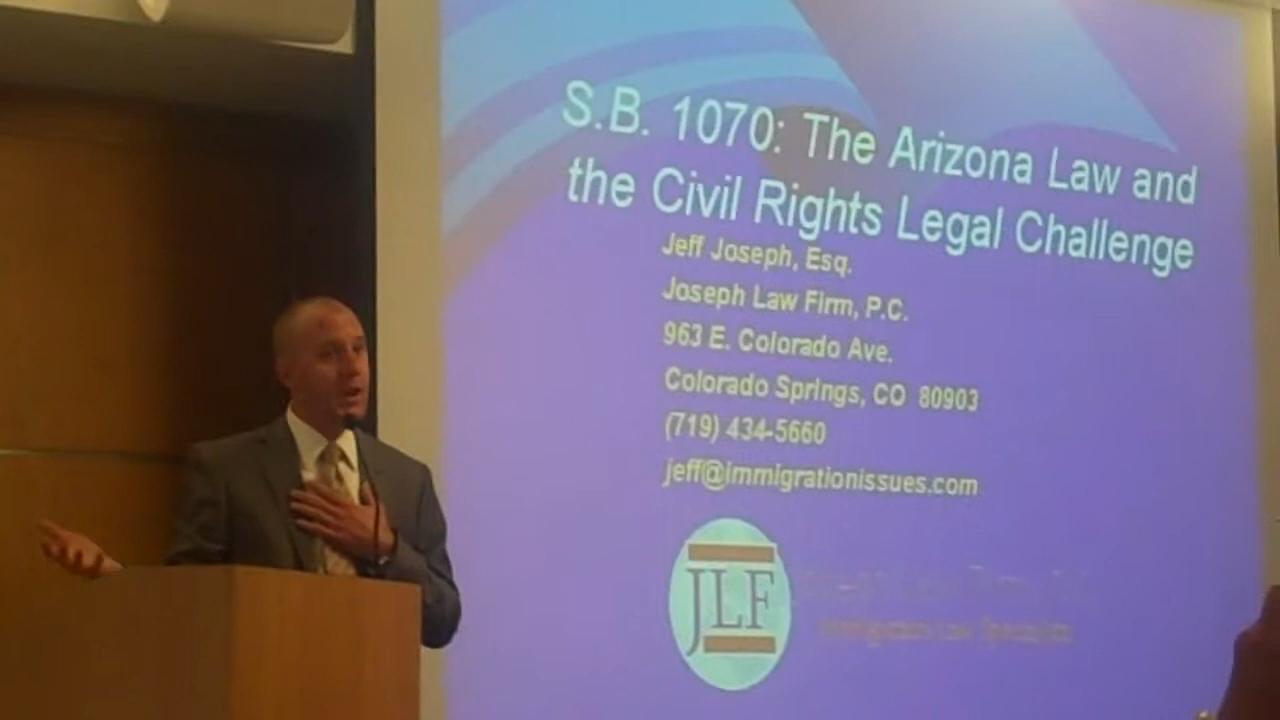 S.B. 1070: The Arizona Law and
the Civil Rights Legal Challenge
Jeff Joseph, Esq.
Joseph Law Firm, P.C.
963 E. Colorado Ave.
Colorado Springs, CO 80903
(719) 434-5660
jeff@immigrationissues.com
JLF